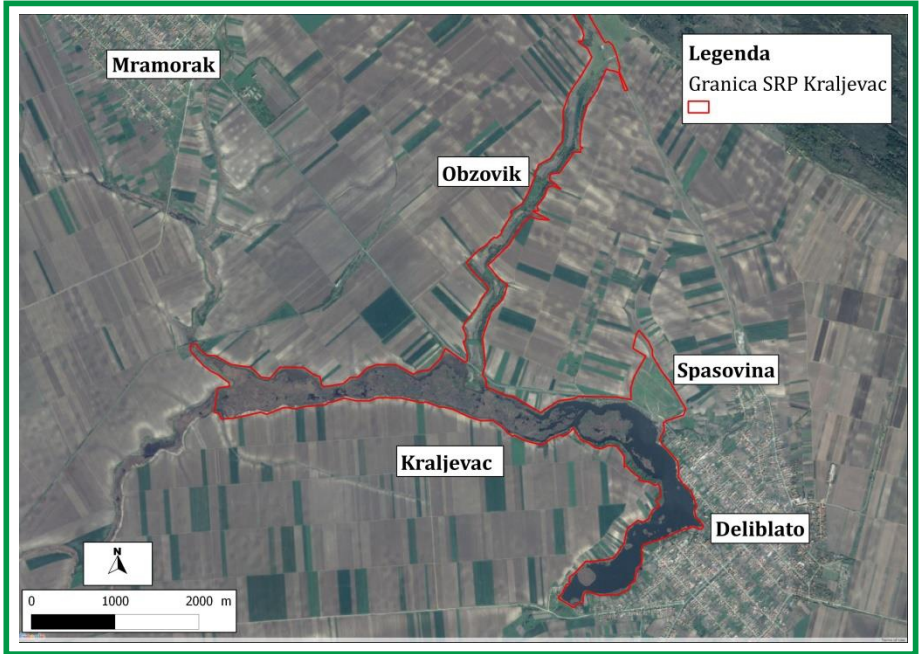 Mramorak
Legenda
Granica SRP Kraljevac
Obzovik
Spasovina
Kraljevac
Deliblato
N
0 1000 2000 m